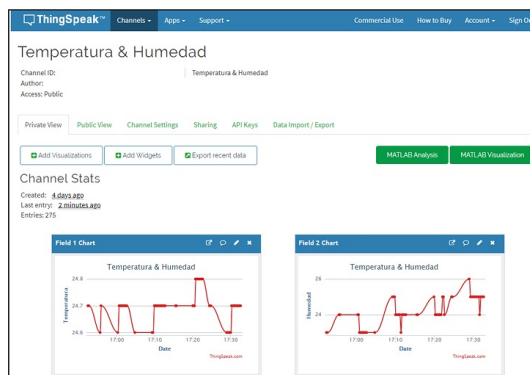 ThingSpeak™ Channels Apps Support Commercial Use How to Buy Account Sign Ou
Temperatura & Humedad
Channel ID: Temperatura & Humedad
Author:
Access: Public
Private View Public View Channel Settings Sharing API Keys Data Import / Export
Add Visualizations Add Widgets Export recent data MATLAB Analysis MATLAB Visualization
Channel Stats
Created: 4 days ago
Last entry: 2 minutes ago
Entries: 275
Field 1 Chart
Temperatura & Humedad
Temperatura
24.8
24.7
24.6
17:00 17:10 17:20 17:30
Date
ThingSpeak.com
Field 2 Chart
Temperatura & Humedad
Humedad
26
24
17:00 17:10 17:20 17:30
Date
ThingSpeak.com